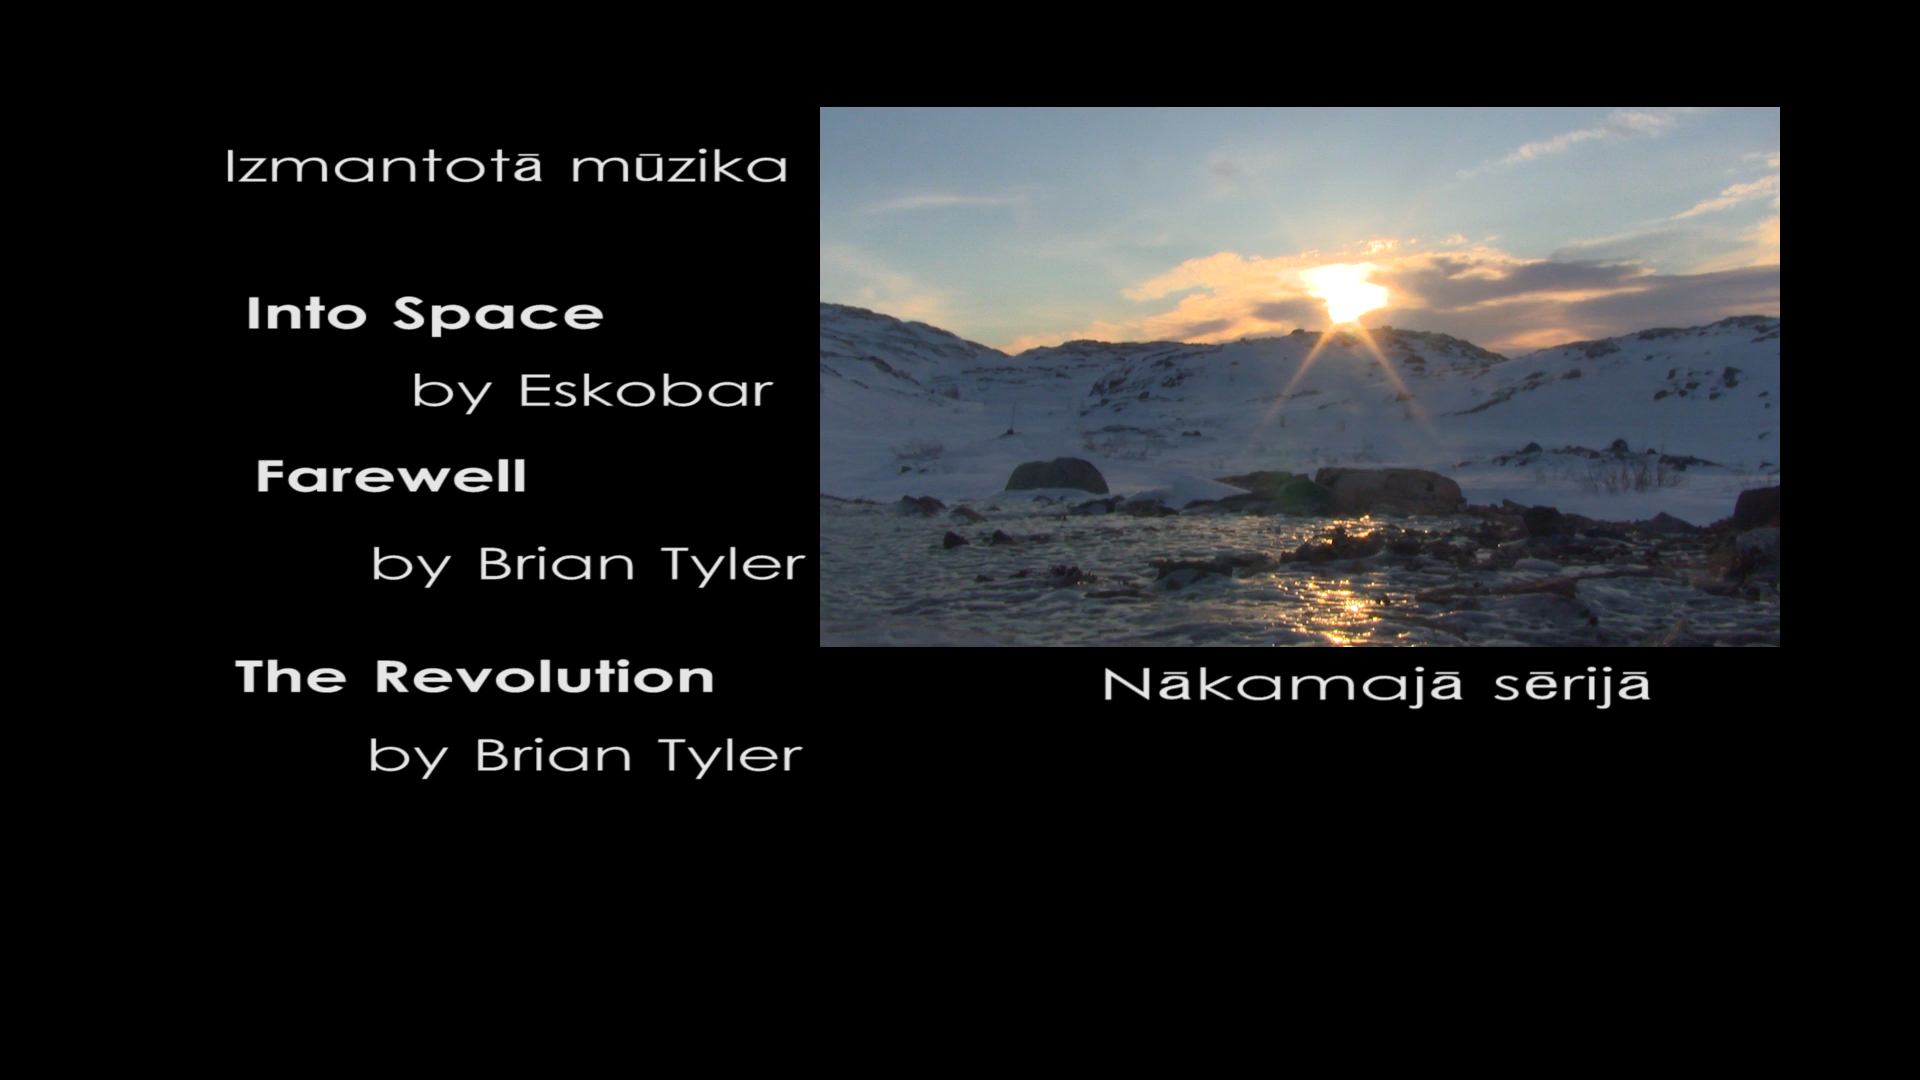 Izmantotā mūzika
Into Space
by Eskobar
Farewell
by Brian Tyler
The Revolution
by Brian Tyler
Nākamajā sērijā